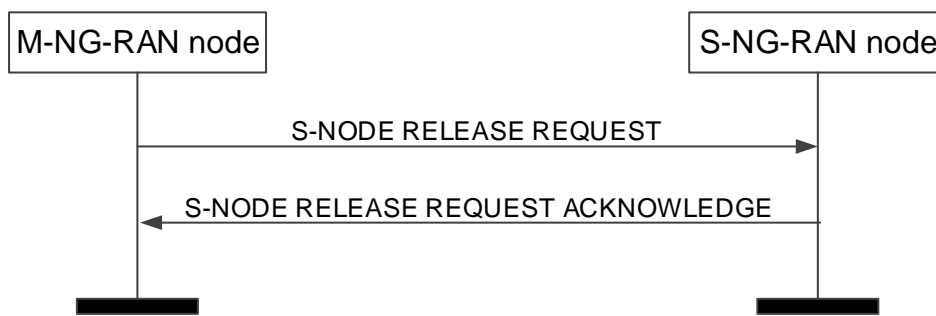 M-NG-RAN node
S-NG-RAN node
S-NODE RELEASE REQUEST
S-NODE RELEASE REQUEST ACKNOWLEDGE